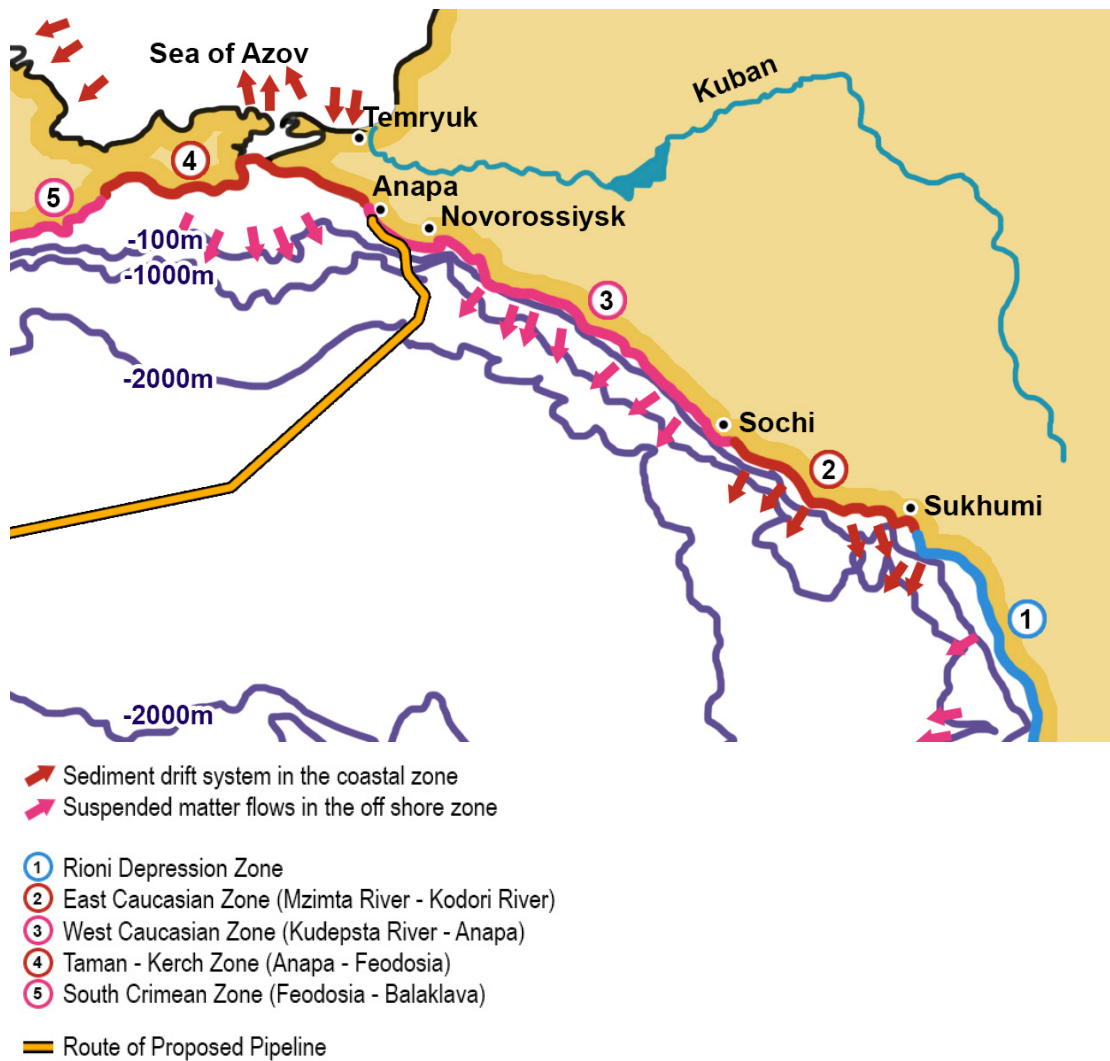 Sea of Azov
Kuban
Temryuk
4
5
Anapa
Novorossiysk
-100m
-1000m
3
-2000m
Sochi
2
Sukhumi
1
-2000m
Sediment drift system in the coastal zone
Suspended matter flows in the off shore zone
1 Rioni Depression Zone
2 East Caucasian Zone (Mzimta River - Kodori River)
3 West Caucasian Zone (Kudepsta River - Anapa)
4 Taman - Kerch Zone (Anapa - Feodosia)
5 South Crimean Zone (Feodosia - Balaklava)
Route of Proposed Pipeline